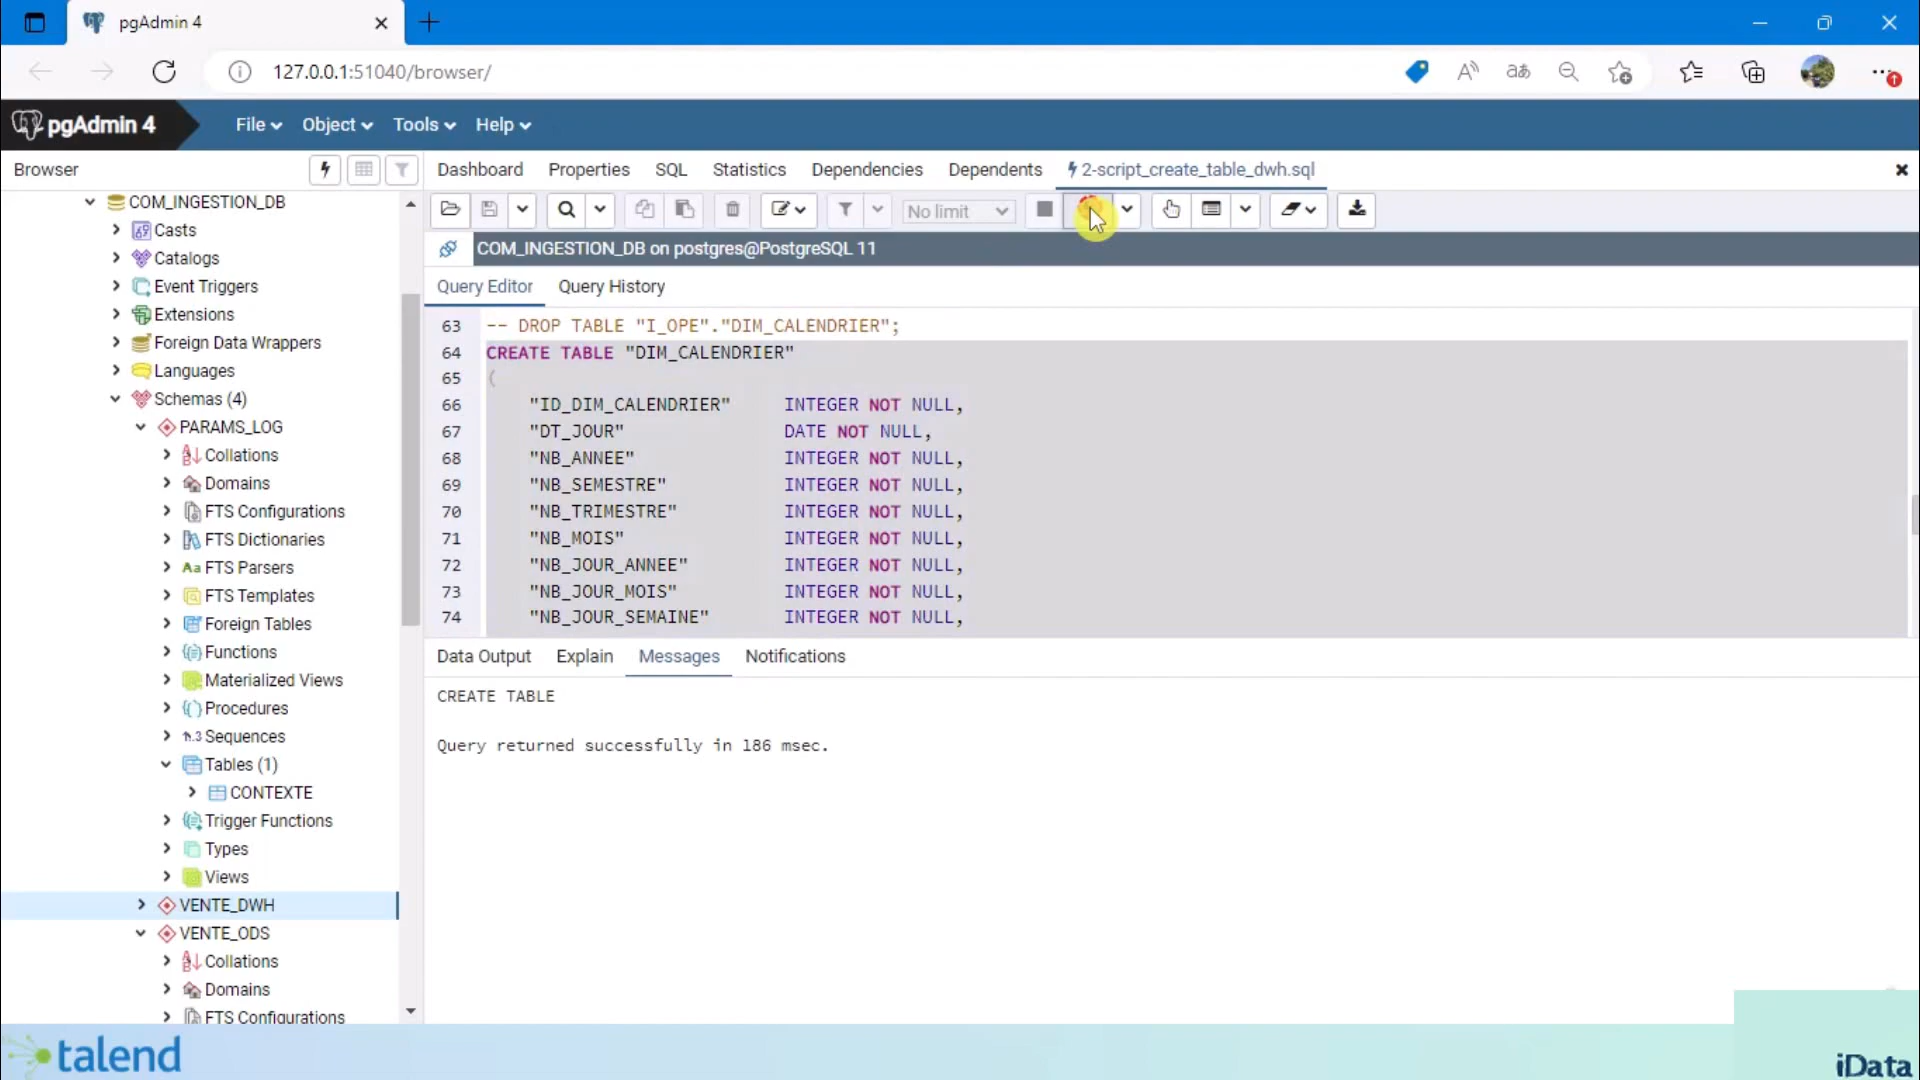 pgAdmin 4
127.0.0.1:51040/browser/
pgAdmin 4
File
Object
Tools
Help
Browser
Dashboard
Properties
SQL
Statistics
Dependencies
Dependents
2-script_create_table_dwh.sql
No limit
COM_INGESTION_DB on postgres@PostgreSQL 11
Query Editor
Query History
COM_INGESTION_DB
Casts
Catalogs
Event Triggers
Extensions
Foreign Data Wrappers
Languages
Schemas (4)
PARAMS_LOG
Collations
Domains
FTS Configurations
FTS Dictionaries
FTS Parsers
FTS Templates
Foreign Tables
Functions
Materialized Views
Procedures
Sequences
Tables (1)
CONTEXTE
Trigger Functions
Types
Views
VENTE_DWH
VENTE_ODS
Collations
Domains
FTS Configurations
63 -- DROP TABLE "I_OPE"."DIM_CALENDRIER";
64 CREATE TABLE "DIM_CALENDRIER"
65 (
66 "ID_DIM_CALENDRIER" INTEGER NOT NULL,
67 "DT_JOUR" DATE NOT NULL,
68 "NB_ANNEE" INTEGER NOT NULL,
69 "NB_SEMESTRE" INTEGER NOT NULL,
70 "NB_TRIMESTRE" INTEGER NOT NULL,
71 "NB_MOIS" INTEGER NOT NULL,
72 "NB_JOUR_ANNEE" INTEGER NOT NULL,
73 "NB_JOUR_MOIS" INTEGER NOT NULL,
74 "NB_JOUR_SEMAINE" INTEGER NOT NULL,
Data Output
Explain
Messages
Notifications
CREATE TABLE
Query returned successfully in 186 msec.
talend
iData